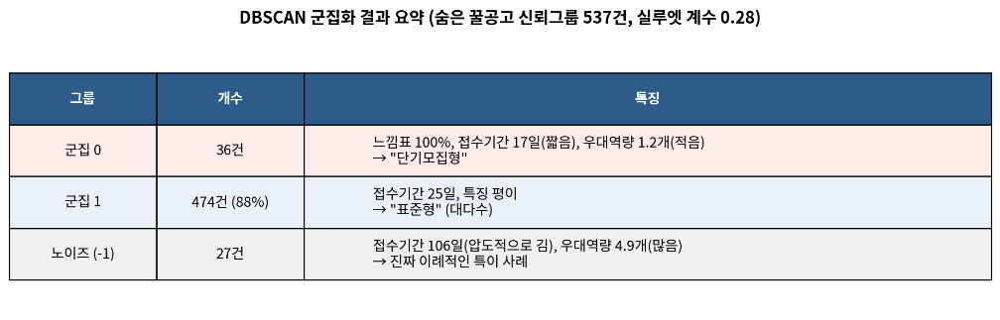 DBSCAN 군집화 결과 요약 (숨은 꿀공고 신뢰그룹 537건, 실루엣 계수 0.28)
그룹 개수 특징
군집 0 36건 느낌표 100%, 접수기간 17일(짧음), 우대역량 1.2개(적음)
→ "단기모집형"
군집 1 474건 (88%) 접수기간 25일, 특징 평이
→ "표준형" (대다수)
노이즈 (-1) 27건 접수기간 106일(압도적으로 김), 우대역량 4.9개(많음)
→ 진짜 이례적인 특이 사례